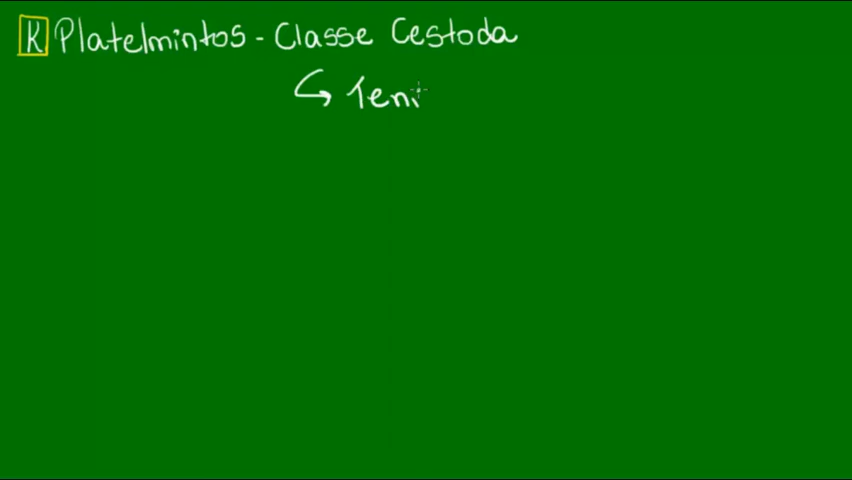 K Platelmintos - Classe Cestoda
↳ Teni